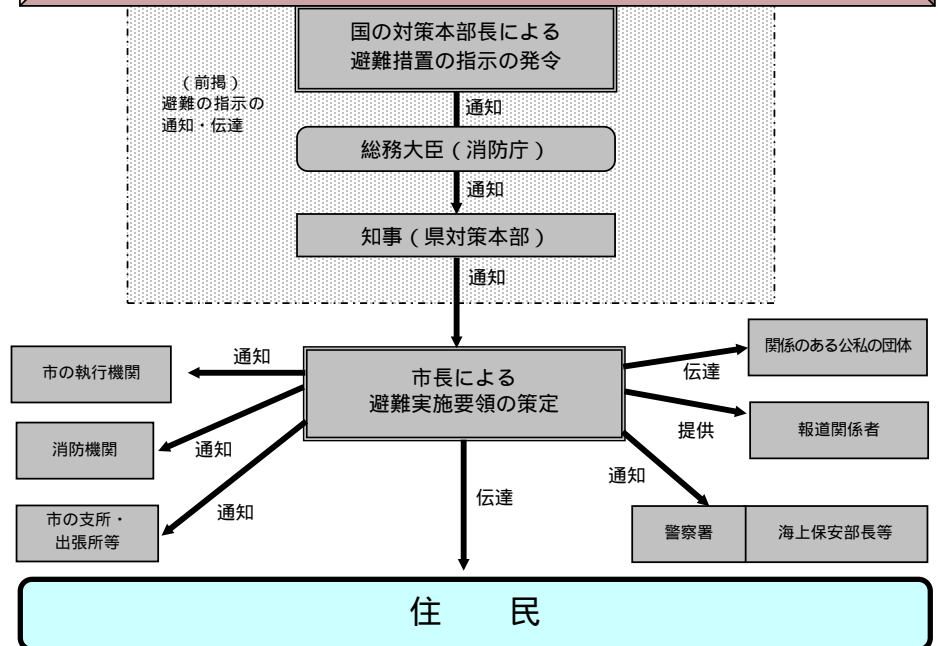 国の対策本部長による
避難措置の指示の発令
(前掲)
避難の指示の
通知・伝達
通知
総務大臣(消防庁)
通知
知事(県対策本部)
通知
市長による
避難実施要領の策定
通知
市の執行機関
通知
消防機関
通知
市の支所・
出張所等
伝達
関係のある公私の団体
提供
報道関係者
通知
警察署
海上保安部長等
伝達
住 民